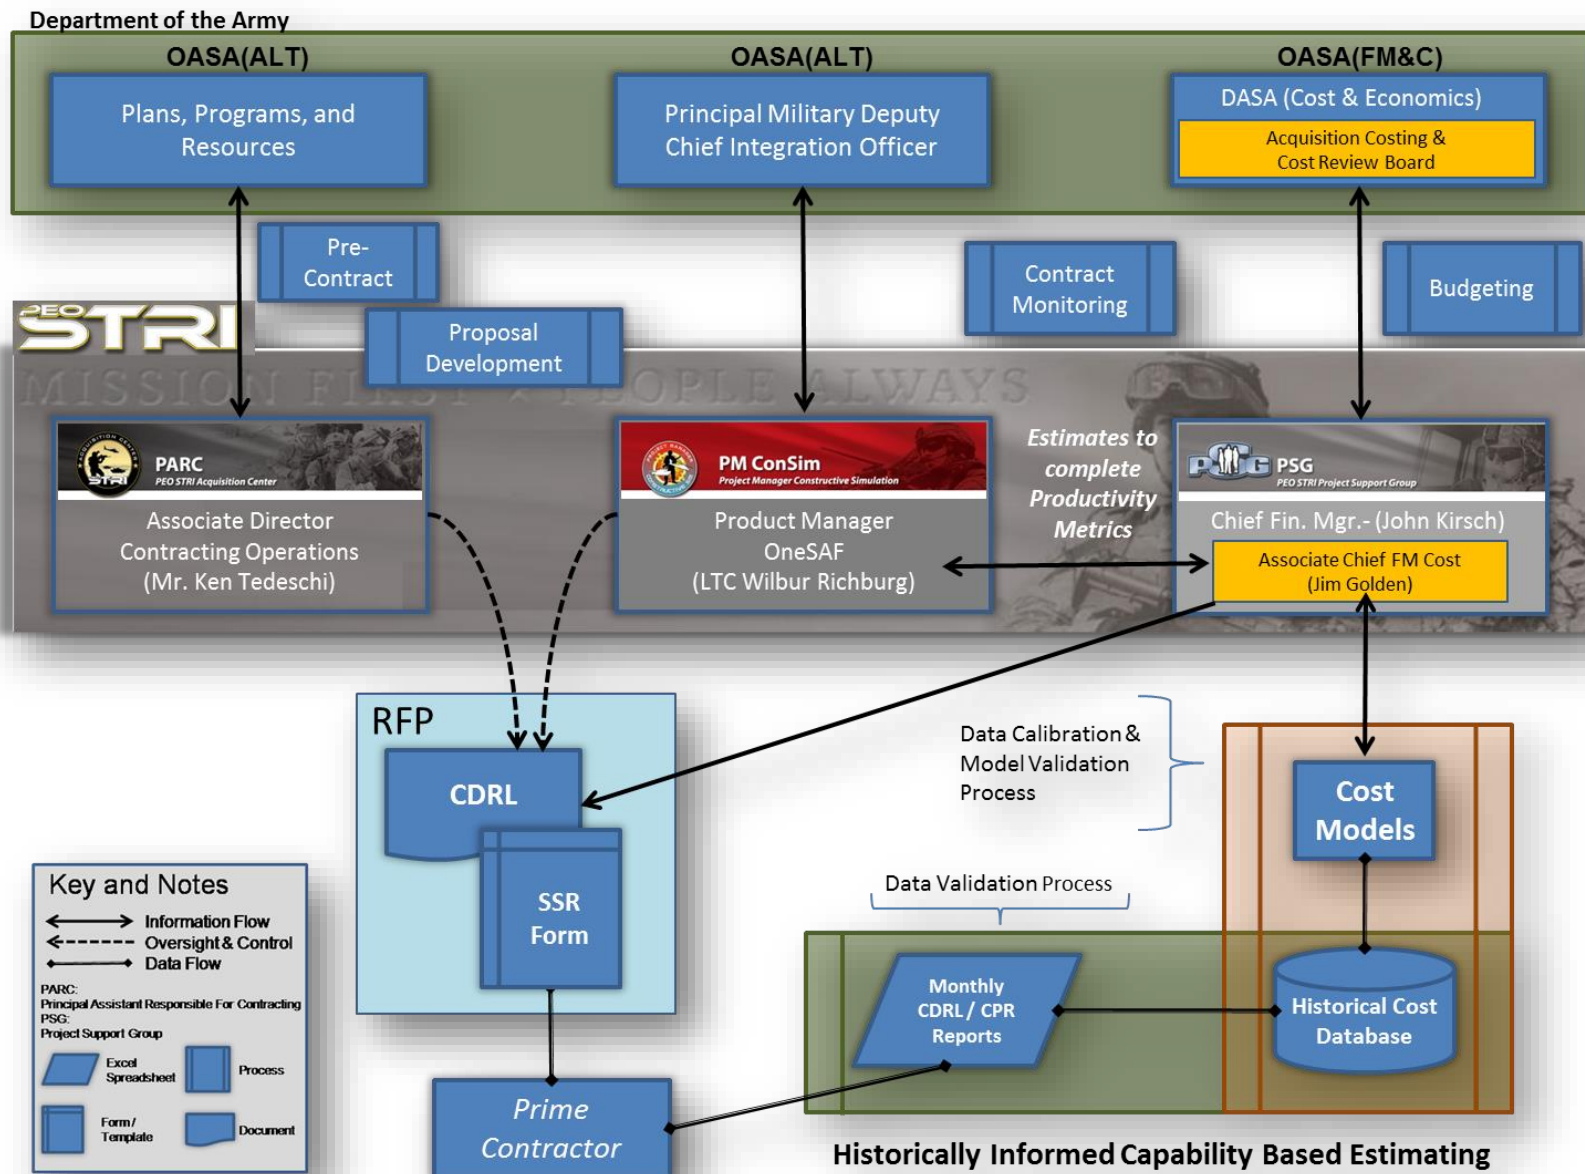 Department of the Army
OASA(ALT)
OASA(ALT)
OASA(FM&C)
Plans, Programs, and
Resources
Principal Military Deputy
Chief Integration Officer
DASA (Cost & Economics)
Acquisition Costing &
Cost Review Board
Pre-
Contract
Proposal
Development
Contract
Monitoring
Budgeting
PEO
STRI
MISSION FIRST ★ PEOPLE ALWAYS
ACQUISITION CENTER
STRI
PARC
PEO STRI Acquisition Center
Associate Director
Contracting Operations
(Mr. Ken Tedeschi)
PM ConSim
Project Manager Constructive Simulation
Product Manager
OneSAF
(LTC Wilbur Richburg)
Estimates to
complete
Productivity
Metrics
PSG
PSG
PEO STRI Project Support Group
Chief Fin. Mgr.- (John Kirsch)
Associate Chief FM Cost
(Jim Golden)
RFP
CDRL
SSR
Form
Data Calibration &
Model Validation
Process
Cost
Models
Data Validation Process
Monthly
CDRL / CPR
Reports
Historical Cost
Database
Prime
Contractor
Historically Informed Capability Based Estimating
Key and Notes
Information Flow
Oversight & Control
Data Flow
PARC:
Principal Assistant Responsible For Contracting
PSG:
Project Support Group
Excel
Spreadsheet
Process
Form /
Template
Document